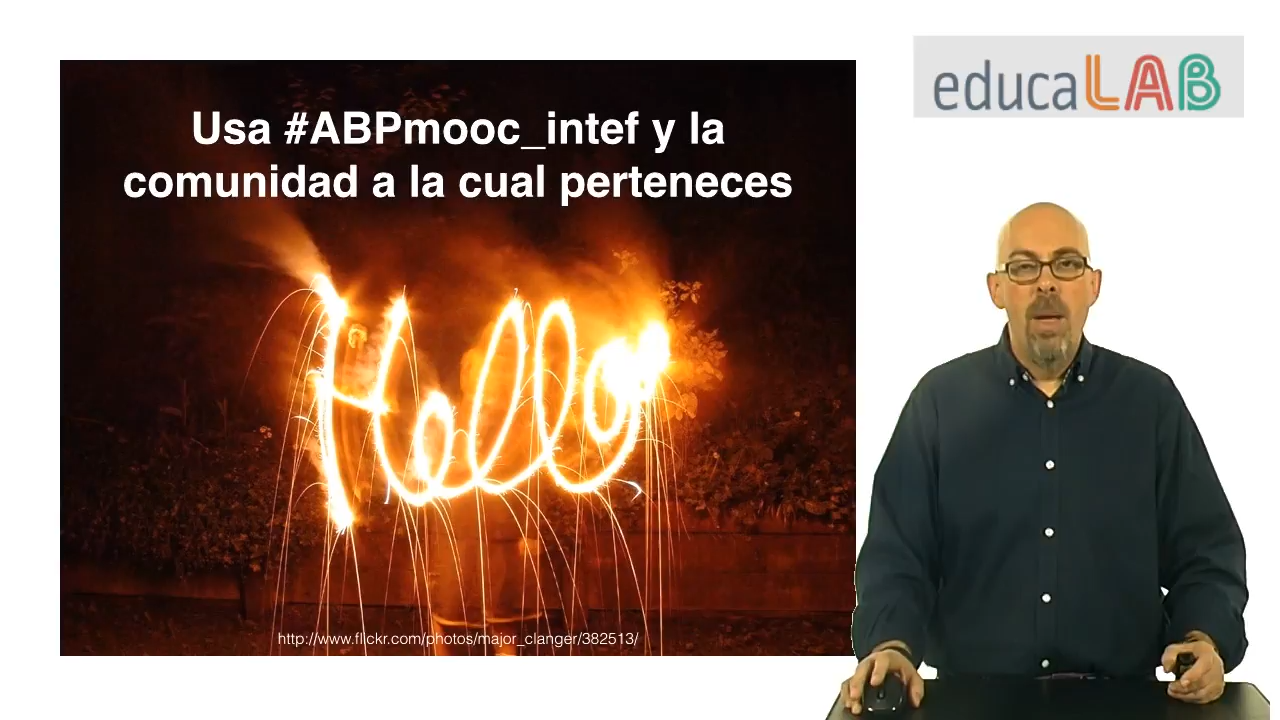 Usa #ABPmooc_intef y la
comunidad a la cual perteneces
Hello
http://www.flickr.com/photos/major_clanger/382513/
educaLAB